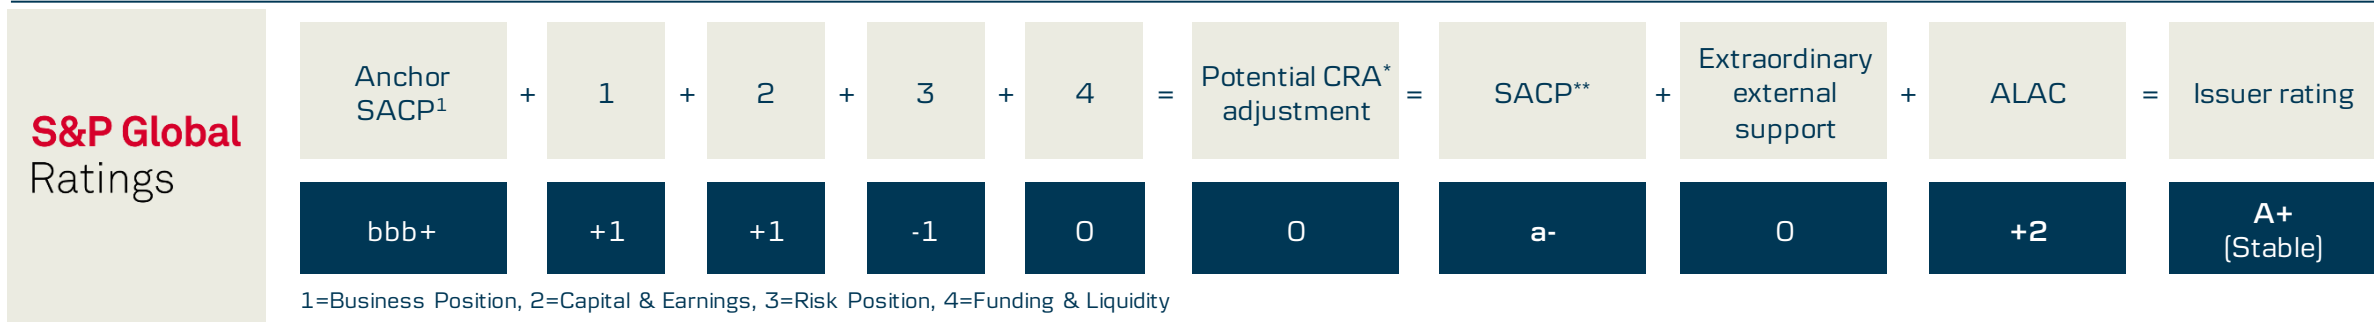 S&P Global
Ratings
Anchor
SACP¹
+
1
+
2
+
3
+
4
=
Potential CRA*
adjustment
=
SACP**
+
Extraordinary
external
support
+
ALAC
=
Issuer rating
bbb+
+1
+1
-1
0
0
a-
0
+2
A+
(Stable)
1=Business Position, 2=Capital & Earnings, 3=Risk Position, 4=Funding & Liquidity